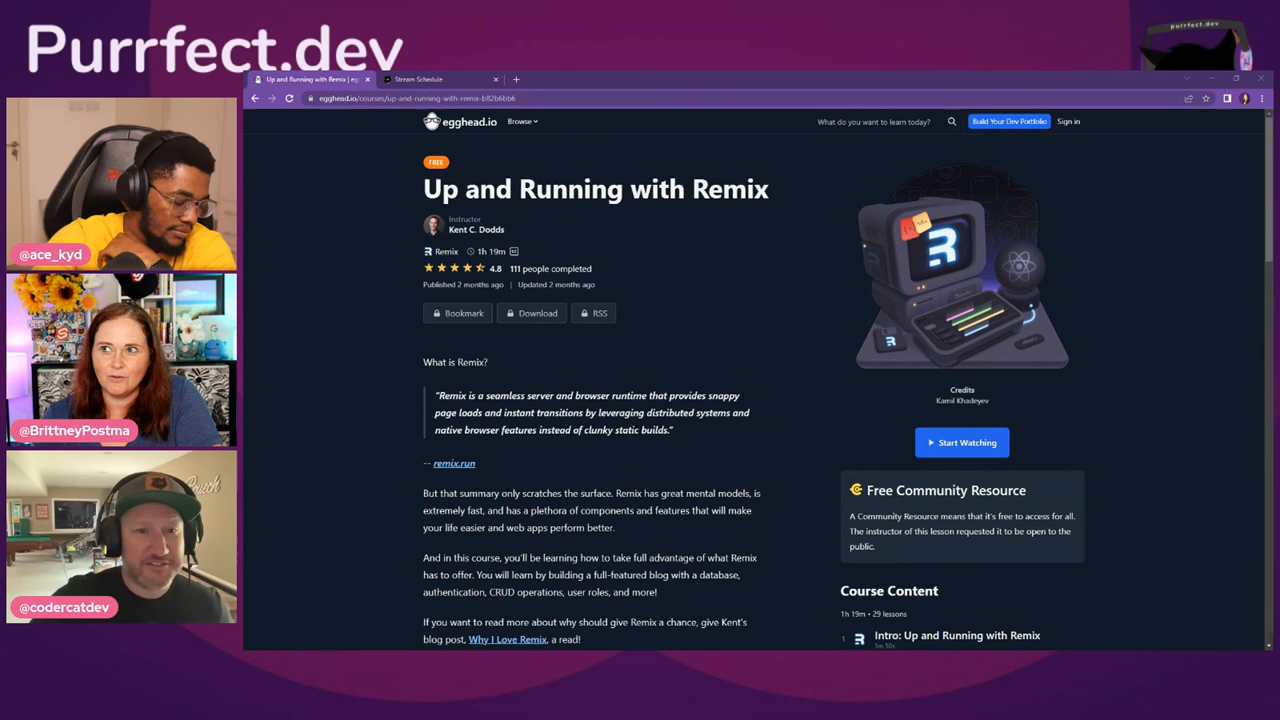 Purrfect.dev
purrfect.dev
@ace_kyd
@BrittneyPostma
@codercatdev
Up and Running with Remix | eg
Stream Schedule
egghead.io/courses/up-and-running-with-remix-b82b6bb6
egghead.io
Browse
What do you want to learn today?
Build Your Dev Portfolio
Sign in
FREE
Up and Running with Remix
Instructor
Kent C. Dodds
Remix
1h 19m
CC
4.8
111 people completed
Published 2 months ago | Updated 2 months ago
Bookmark
Download
RSS
What is Remix?
"Remix is a seamless server and browser runtime that provides snappy
page loads and instant transitions by leveraging distributed systems and
native browser features instead of clunky static builds."
-- remix.run
But that summary only scratches the surface. Remix has great mental models, is
extremely fast, and has a plethora of components and features that will make
your life easier and web apps perform better.
And in this course, you'll be learning how to take full advantage of what Remix
has to offer. You will learn by building a full-featured blog with a database,
authentication, CRUD operations, user roles, and more!
If you want to read more about why should give Remix a chance, give Kent's
blog post, Why I Love Remix, a read!
Credits
Kamil Khadeyev
Start Watching
Free Community Resource
A Community Resource means that it's free to access for all.
The instructor of this lesson requested it to be open to the
public.
Course Content
1h 19m • 29 lessons
1
Intro: Up and Running with Remix
1m 50s